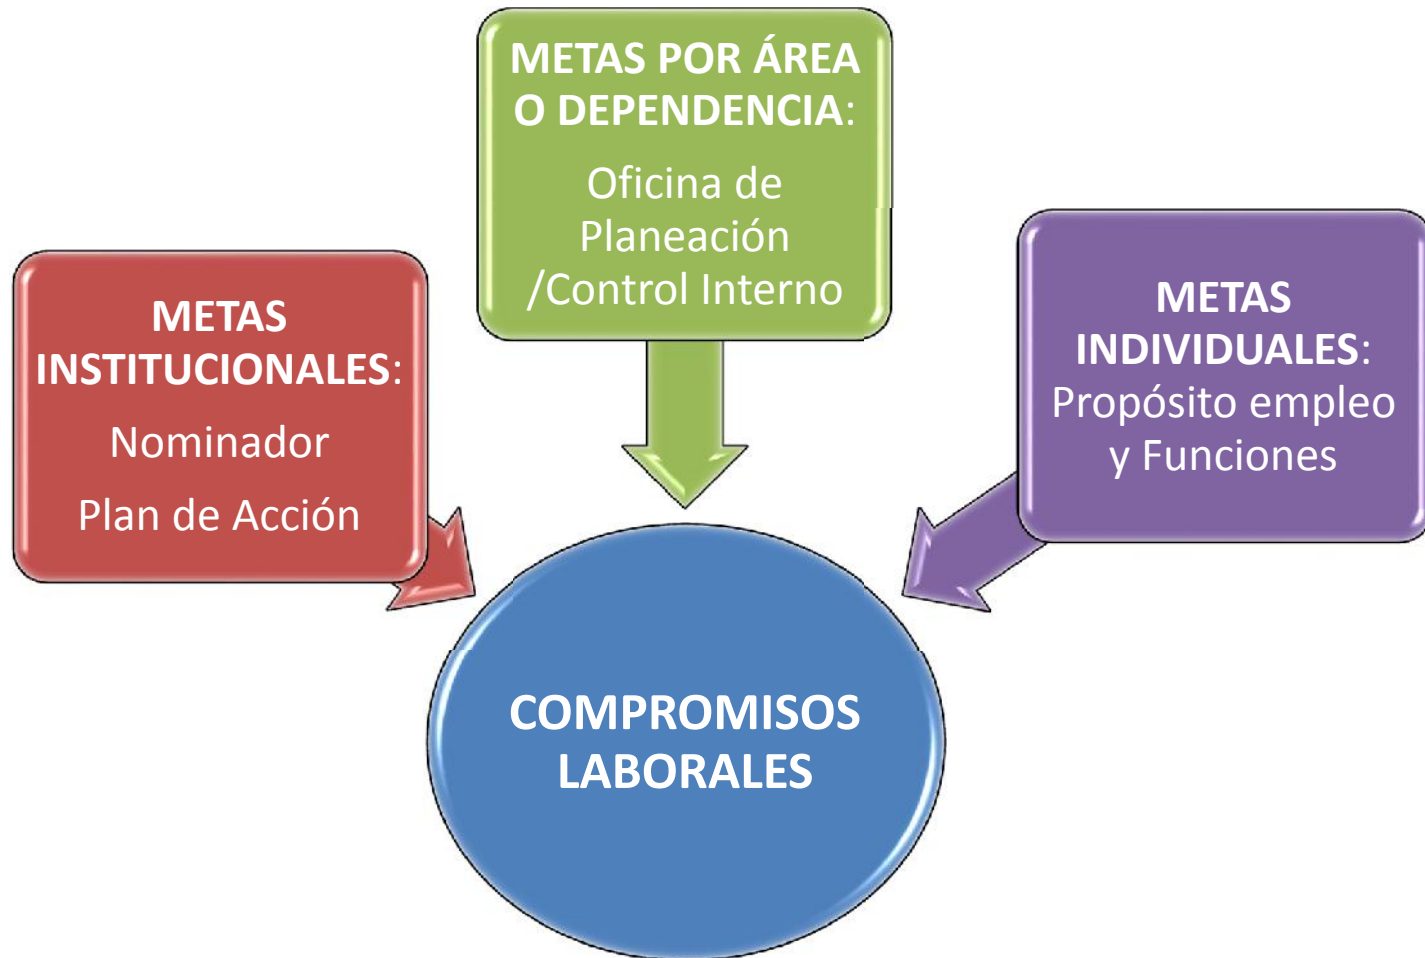 METAS POR ÁREA
O DEPENDENCIA:
Oficina de
Planeación
/Control Interno
METAS
INSTITUCIONALES:
Nominador
Plan de Acción
METAS
INDIVIDUALES:
Propósito empleo
y Funciones
COMPROMISOS
LABORALES